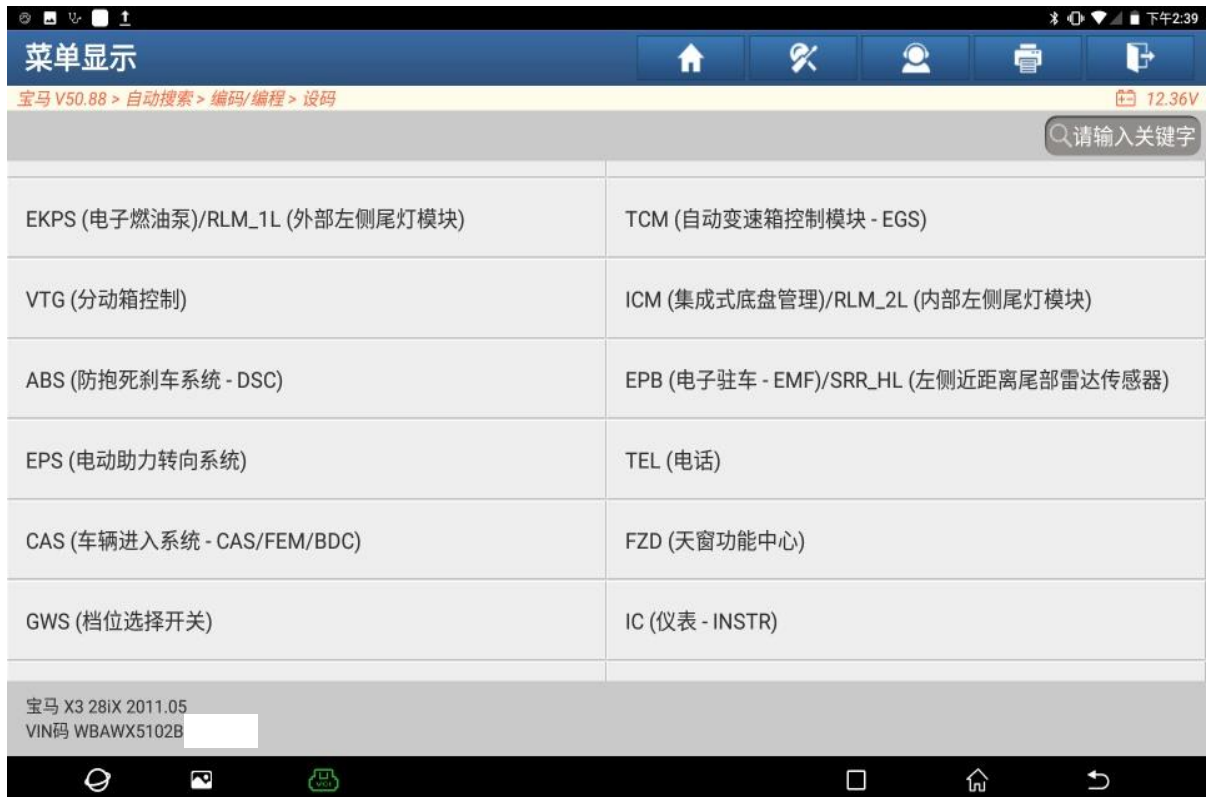 下午2:39
菜单显示
宝马 V50.88 > 自动搜索 > 编码/编程 > 设码
12.36V
请输入关键字
EKPS (电子燃油泵)/RLM_1L (外部左侧尾灯模块)
TCM (自动变速箱控制模块 - EGS)
VTG (分动箱控制)
ICM (集成式底盘管理)/RLM_2L (内部左侧尾灯模块)
ABS (防抱死刹车系统 - DSC)
EPB (电子驻车 - EMF)/SRR_HL (左侧近距离尾部雷达传感器)
EPS (电动助力转向系统)
TEL (电话)
CAS (车辆进入系统 - CAS/FEM/BDC)
FZD (天窗功能中心)
GWS (档位选择开关)
IC (仪表 - INSTR)
宝马 X3 28iX 2011.05
VIN码 WBAWX5102B
VCI